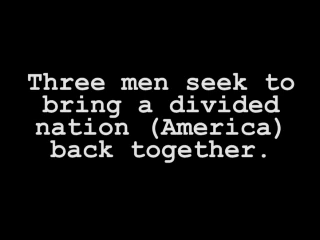 Three men seek to
bring a divided
nation (America)
back together.